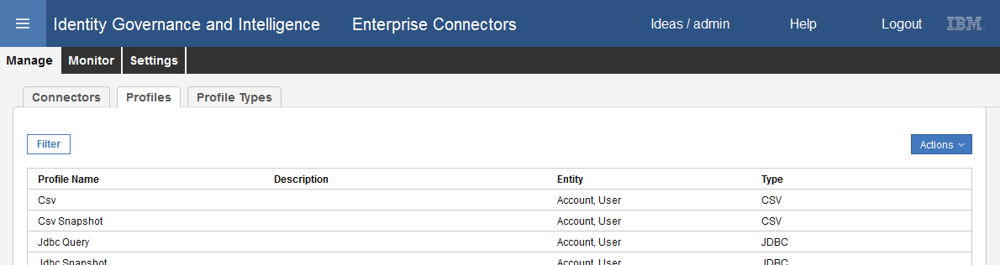 Identity Governance and Intelligence Enterprise Connectors Ideas / admin Help Logout IBM
Manage Monitor Settings
Connectors Profiles Profile Types
Filter Actions
Profile Name Description Entity Type
Csv Account, User CSV
Csv Snapshot Account, User CSV
Jdbc Query Account, User JDBC
Jdbc Snapshot Account, User JDBC